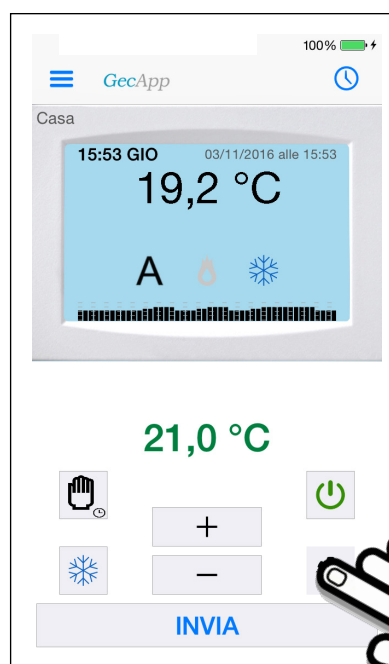 100%
GecApp
Casa
15:53 GIO 03/11/2016 alle 15:53
19,2 °C
A
21,0 °C
+
−
INVIA